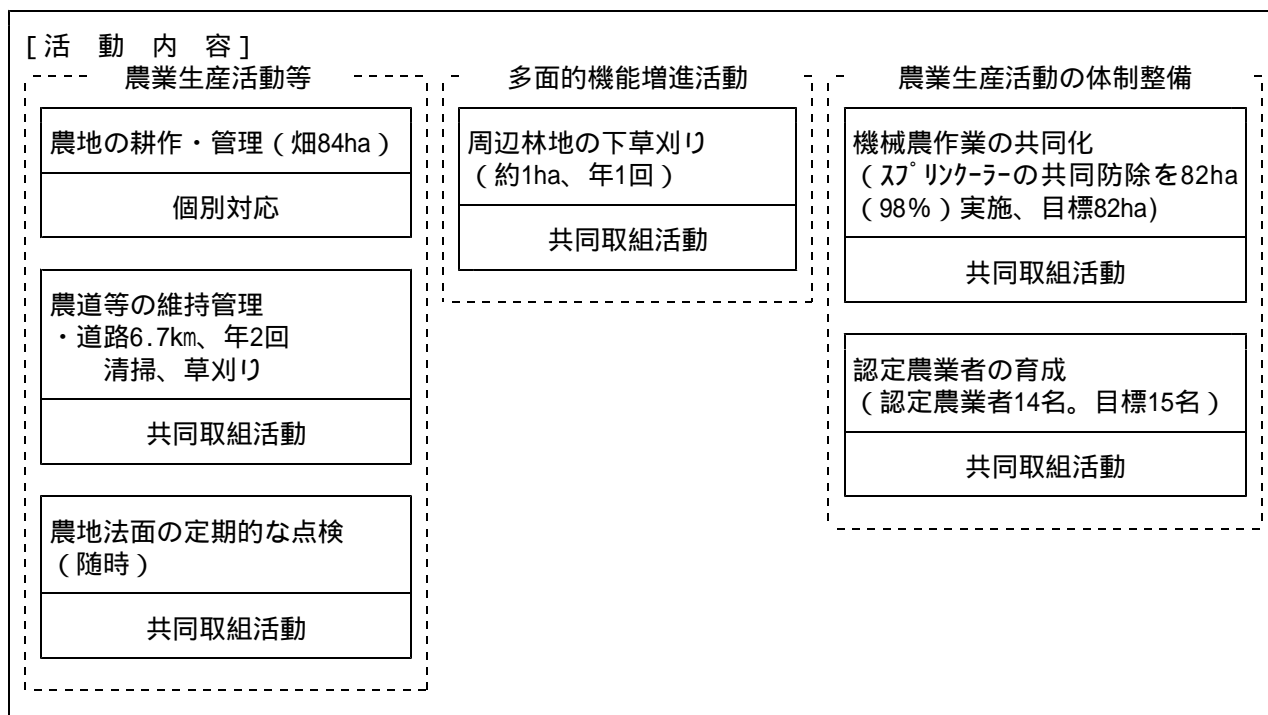 [活 動 内 容]
農業生産活動等
農地の耕作・管理(畑84ha)
個別対応
農道等の維持管理
・道路6.7㎞、年2回
清掃、草刈り
共同取組活動
農地法面の定期的な点検
(随時)
共同取組活動
多面的機能増進活動
周辺林地の下草刈り
(約1ha、年1回)
共同取組活動
農業生産活動の体制整備
機械農作業の共同化
(ｽﾌﾟﾘﾝｸｰﾗｰの共同防除を82ha
(98%)実施、目標82ha)
共同取組活動
認定農業者の育成
(認定農業者14名。目標15名)
共同取組活動